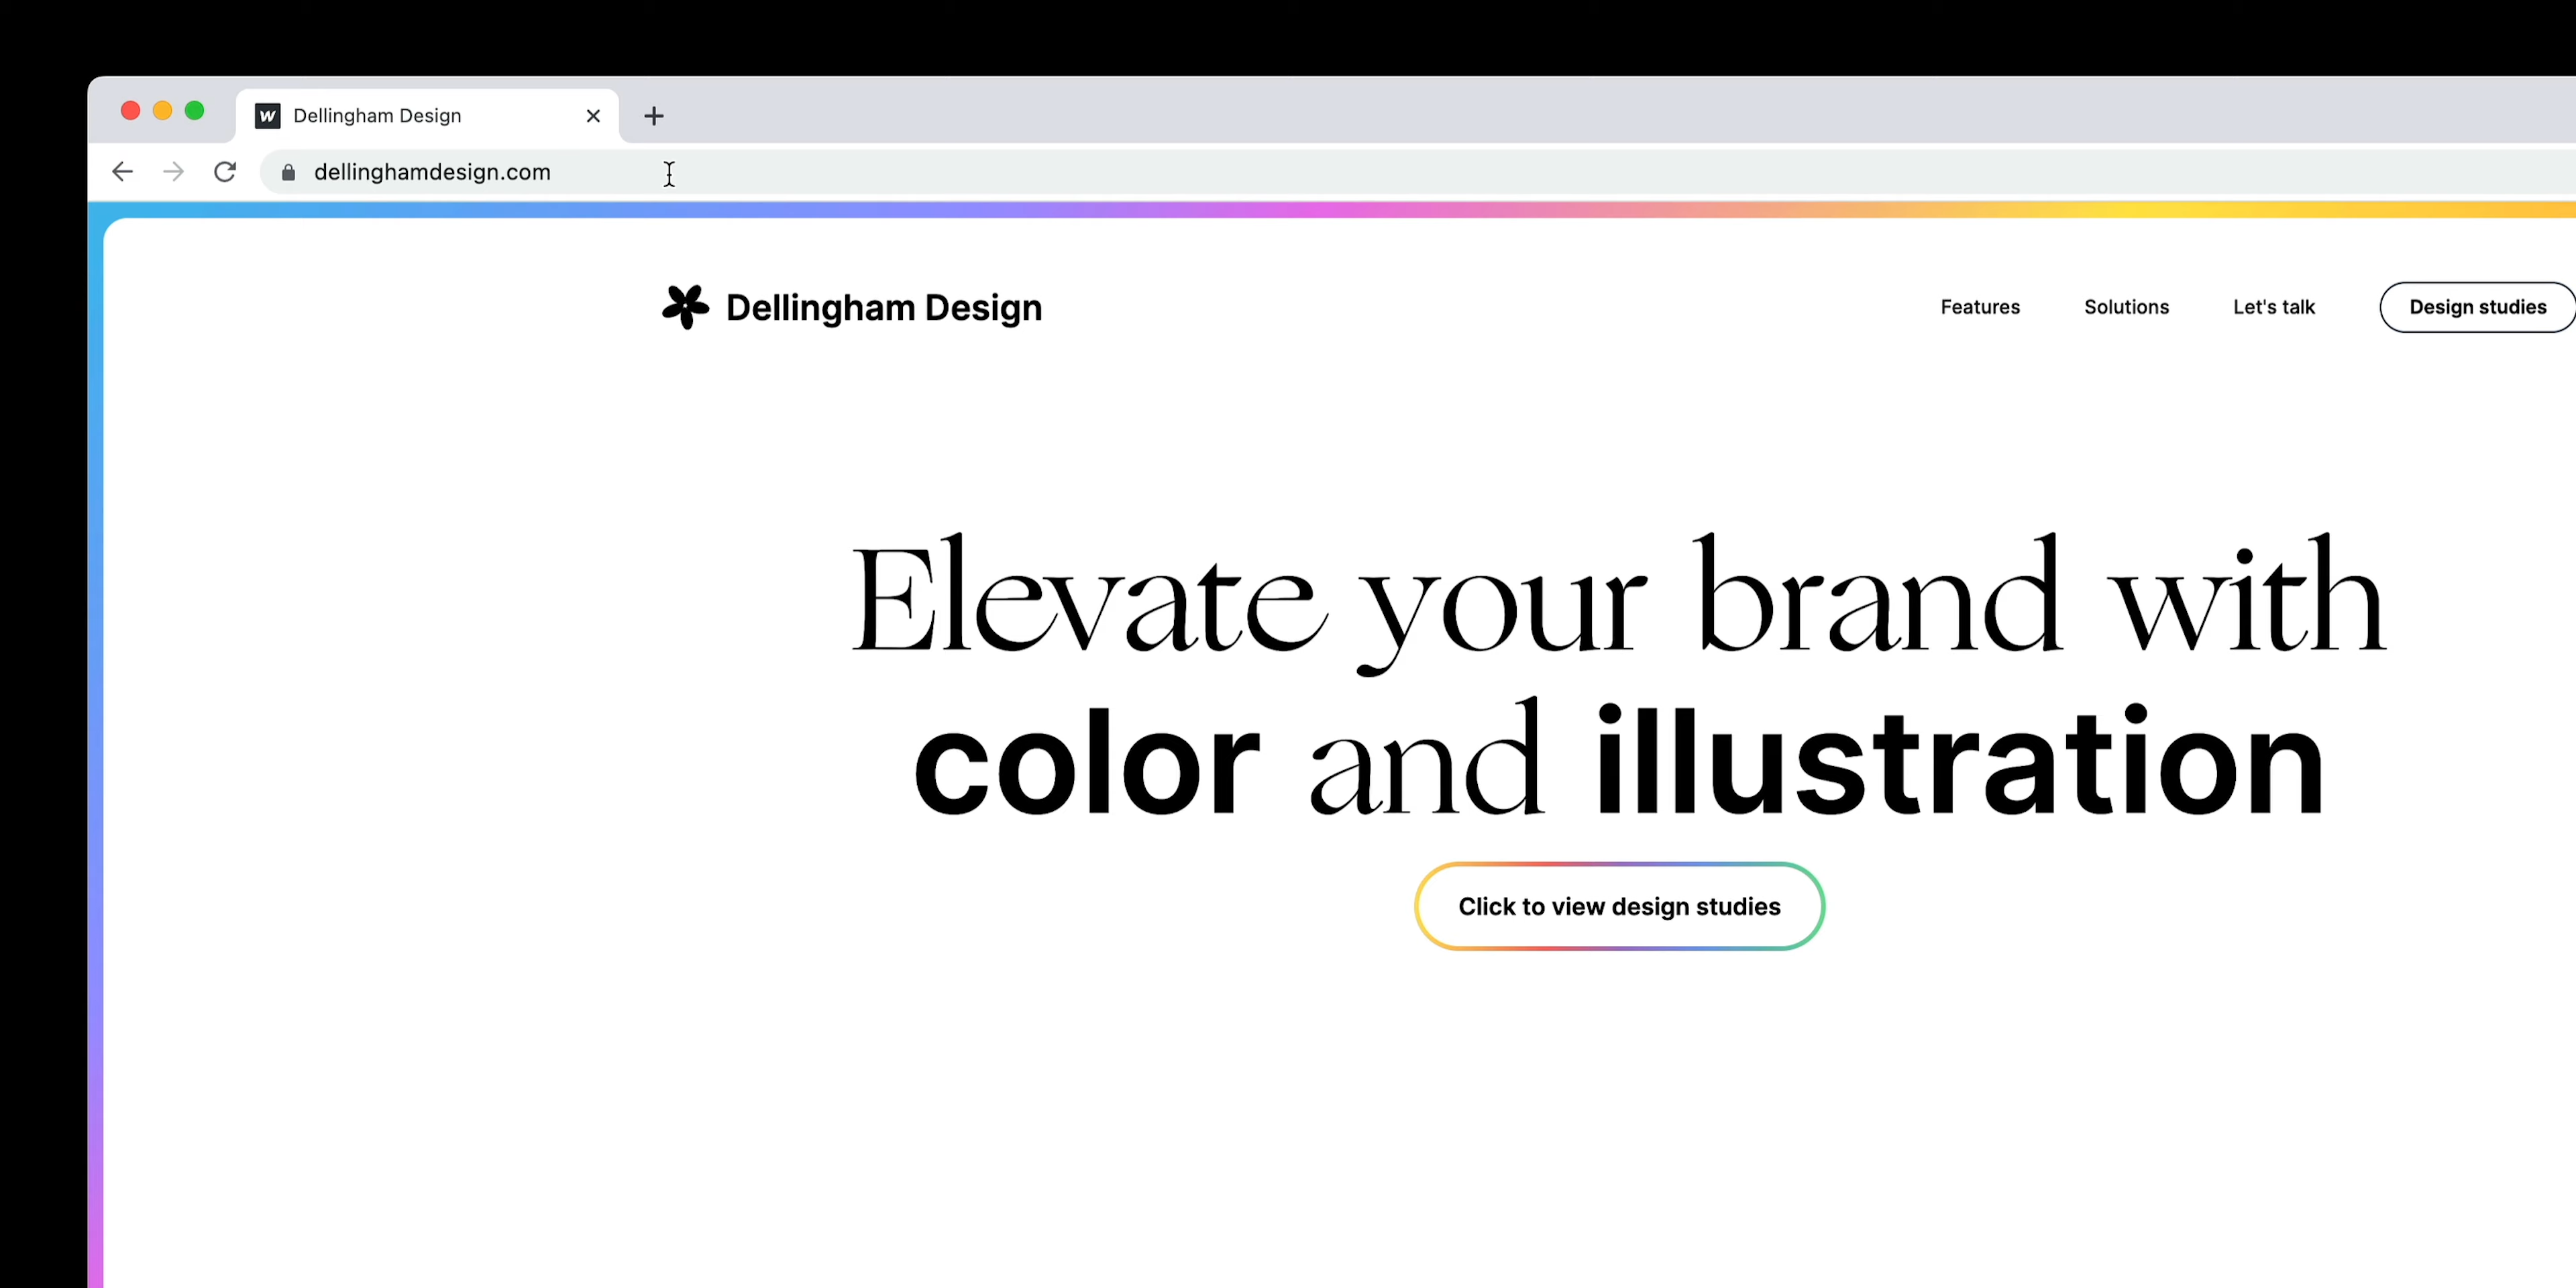 Dellingham Design
dellinghamdesign.com
Dellingham Design
Features
Solutions
Let's talk
Design studies
Elevate your brand with
color and illustration
Click to view design studies